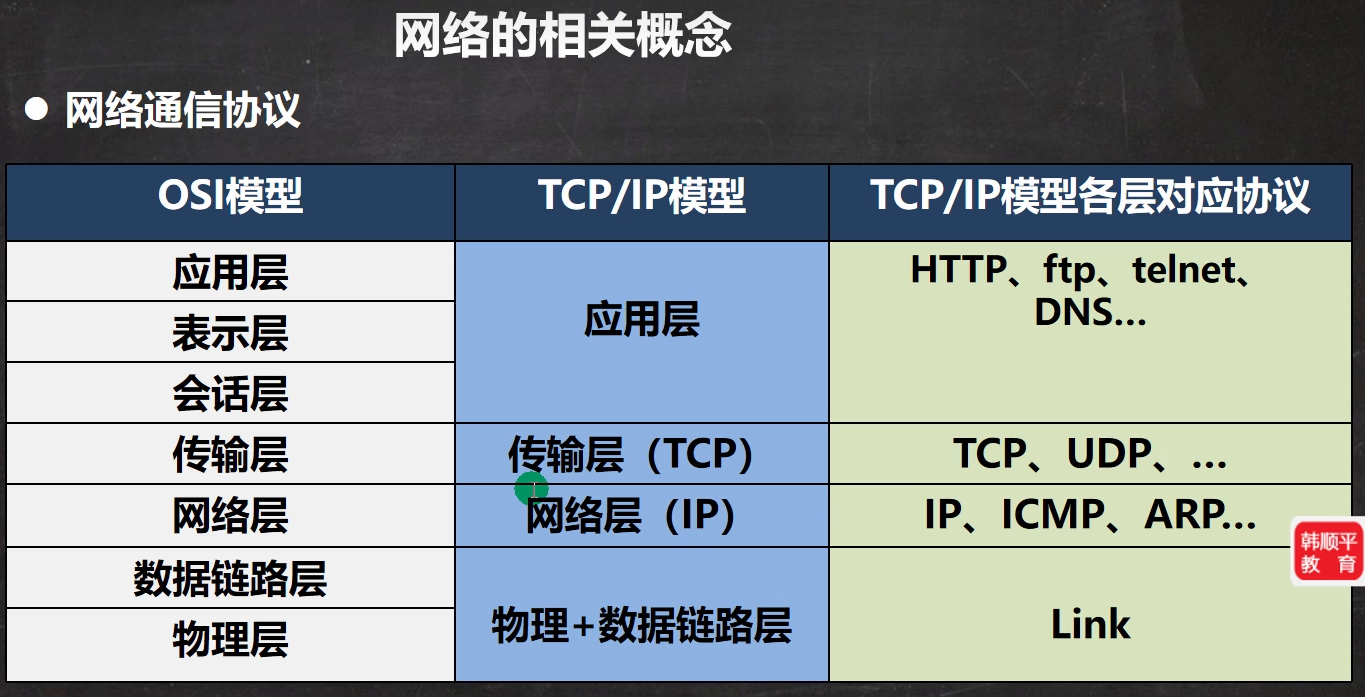 网络的相关概念
● 网络通信协议
OSI模型
TCP/IP模型
TCP/IP模型各层对应协议
应用层
应用层
HTTP、ftp、telnet、
DNS...
表示层
会话层
传输层
传输层（TCP）
TCP、UDP、...
网络层
网络层（IP）
IP、ICMP、ARP...
数据链路层
物理+数据链路层
Link
物理层
韩顺平
教 育